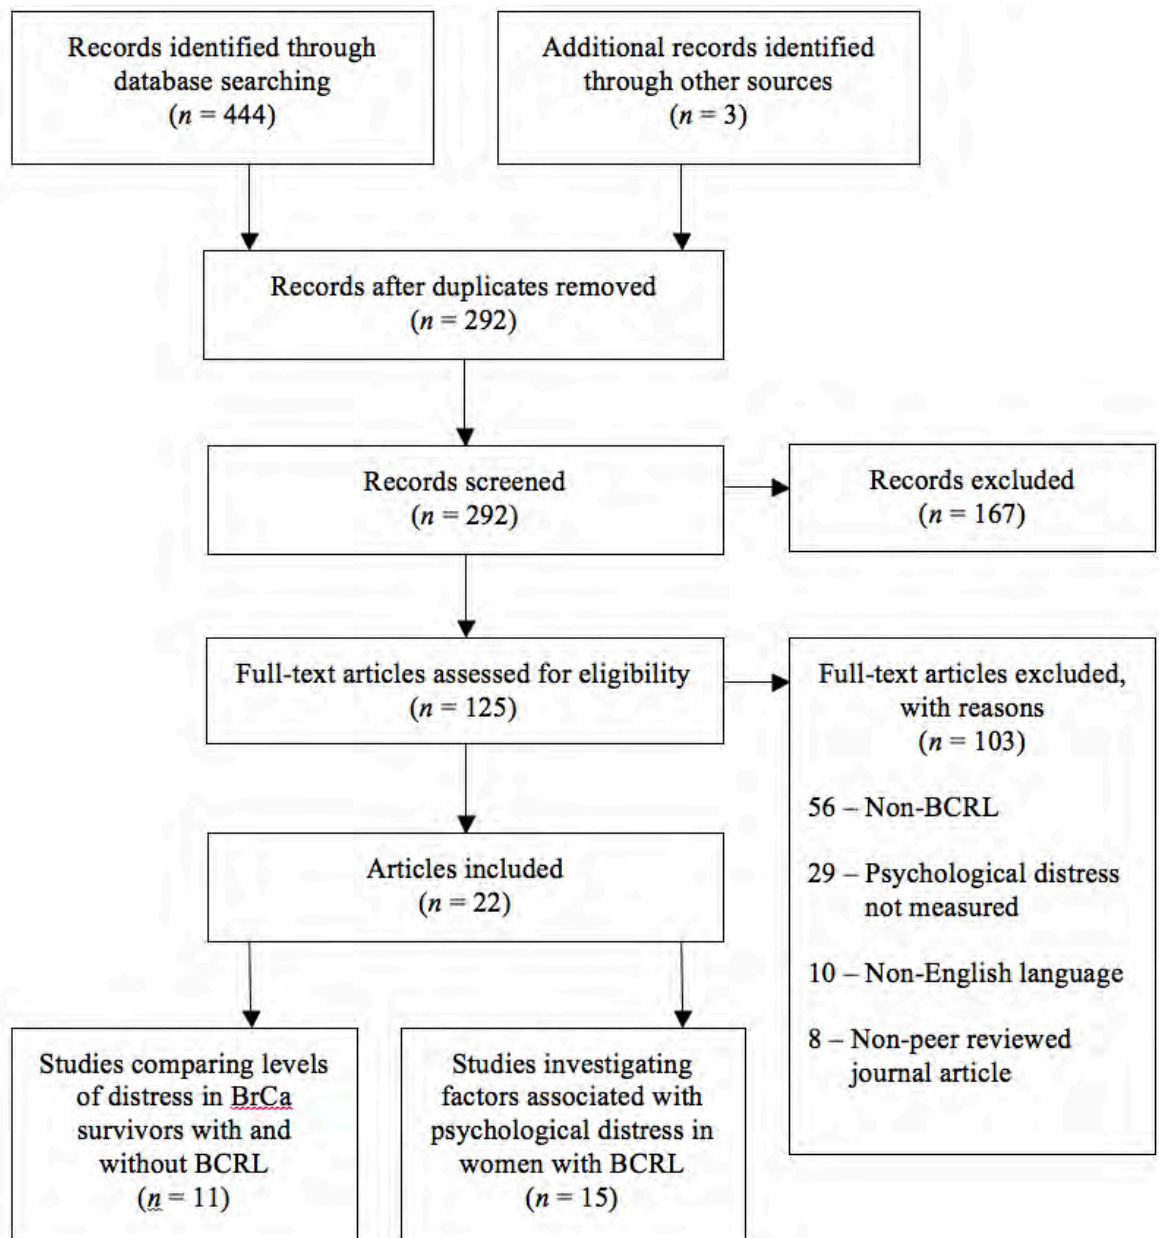 Records identified through
database searching
(n = 444)
Additional records identified
through other sources
(n = 3)
Records after duplicates removed
(n = 292)
Records screened
(n = 292)
Records excluded
(n = 167)
Full-text articles assessed for eligibility
(n = 125)
Full-text articles excluded,
with reasons
(n = 103)
56 – Non-BCRL
29 – Psychological distress
not measured
10 – Non-English language
8 – Non-peer reviewed
journal article
Articles included
(n = 22)
Studies comparing levels
of distress in BrCa
survivors with and
without BCRL
(n = 11)
Studies investigating
factors associated with
psychological distress in
women with BCRL
(n = 15)